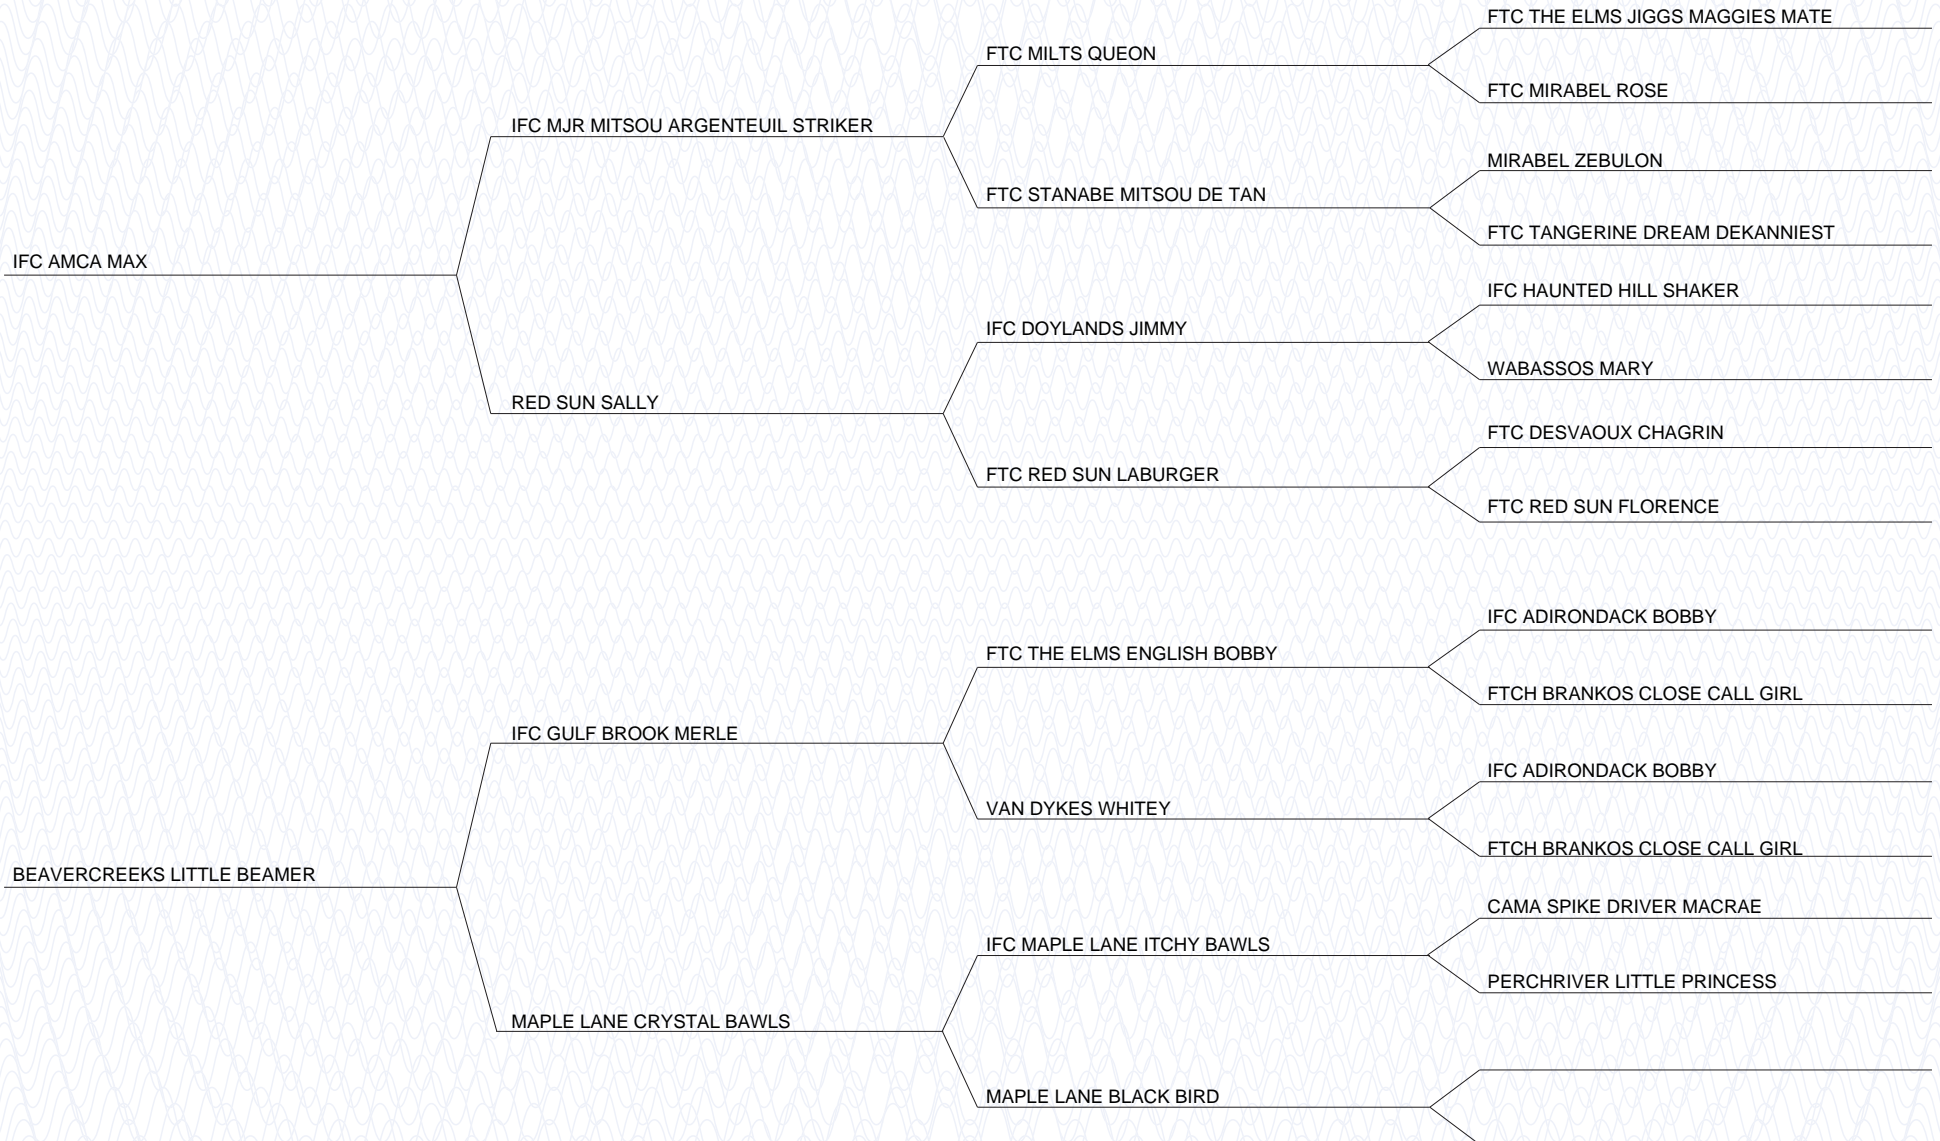 FTC THE ELMS JIGGS MAGGIES MATE
FTC MILTS QUEON
FTC MIRABEL ROSE
IFC MJR MITSOU ARGENTEUIL STRIKER
MIRABEL ZEBULON
FTC STANABE MITSOU DE TAN
FTC TANGERINE DREAM DEKANNIEST
IFC AMCA MAX
IFC HAUNTED HILL SHAKER
IFC DOYLANDS JIMMY
WABASSOS MARY
RED SUN SALLY
FTC DESVAOUX CHAGRIN
FTC RED SUN LABURGER
FTC RED SUN FLORENCE
IFC ADIRONDACK BOBBY
FTC THE ELMS ENGLISH BOBBY
FTCH BRANKOS CLOSE CALL GIRL
IFC GULF BROOK MERLE
IFC ADIRONDACK BOBBY
VAN DYKES WHITEY
FTCH BRANKOS CLOSE CALL GIRL
BEAVERCREEKS LITTLE BEAMER
CAMA SPIKE DRIVER MACRAE
IFC MAPLE LANE ITCHY BAWLS
PERCHRIVER LITTLE PRINCESS
MAPLE LANE CRYSTAL BAWLS
MAPLE LANE BLACK BIRD